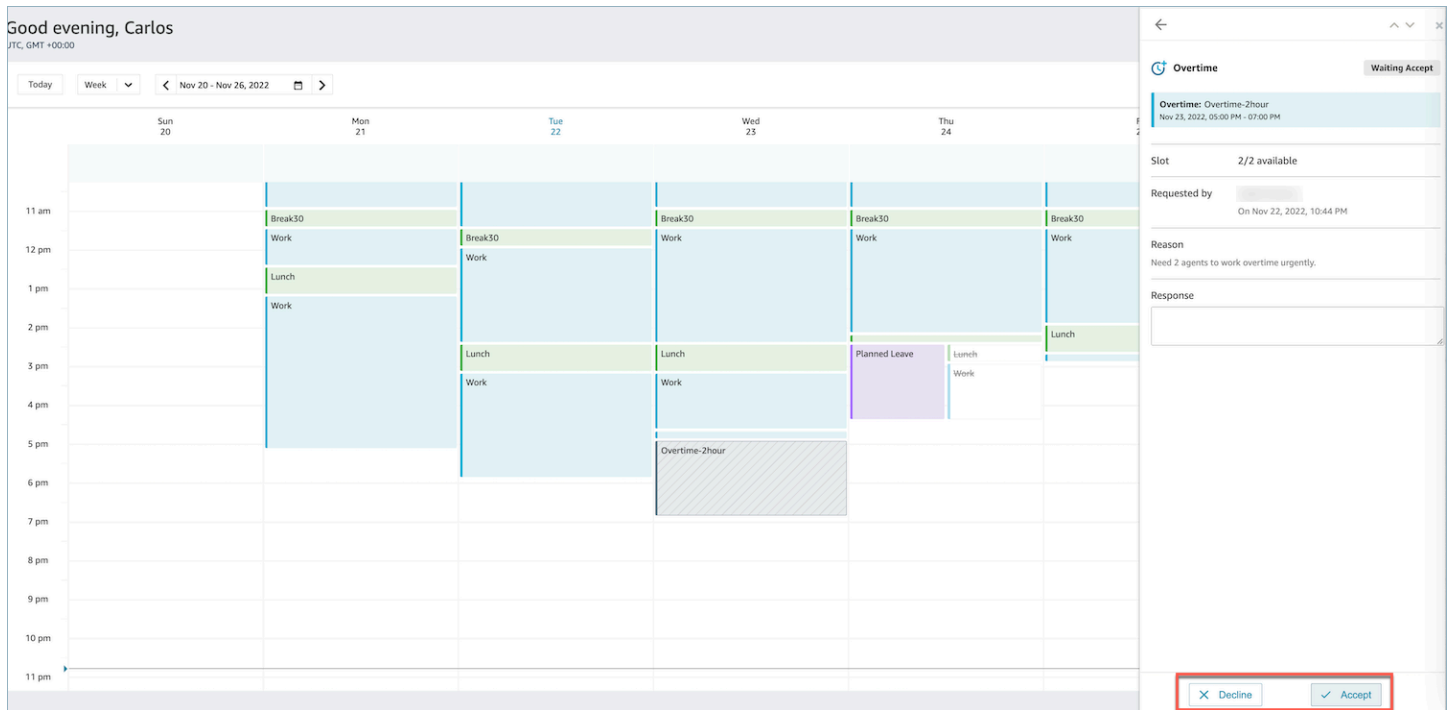 Good evening, Carlos
UTC, GMT +00:00
Today
Week
Nov 20 - Nov 26, 2022
Sun
20
Mon
21
Tue
22
Wed
23
Thu
24
11 am
12 pm
1 pm
2 pm
3 pm
4 pm
5 pm
6 pm
7 pm
8 pm
9 pm
10 pm
11 pm
Break30
Work
Lunch
Work
Break30
Work
Lunch
Work
Break30
Work
Lunch
Work
Overtime-2hour
Break30
Work
Planned Leave
Lunch
Work
Break30
Work
Lunch
Overtime
Waiting Accept
Overtime: Overtime-2hour
Nov 23, 2022, 05:00 PM - 07:00 PM
Slot 2/2 available
Requested by
On Nov 22, 2022, 10:44 PM
Reason
Need 2 agents to work overtime urgently.
Response
Decline
Accept